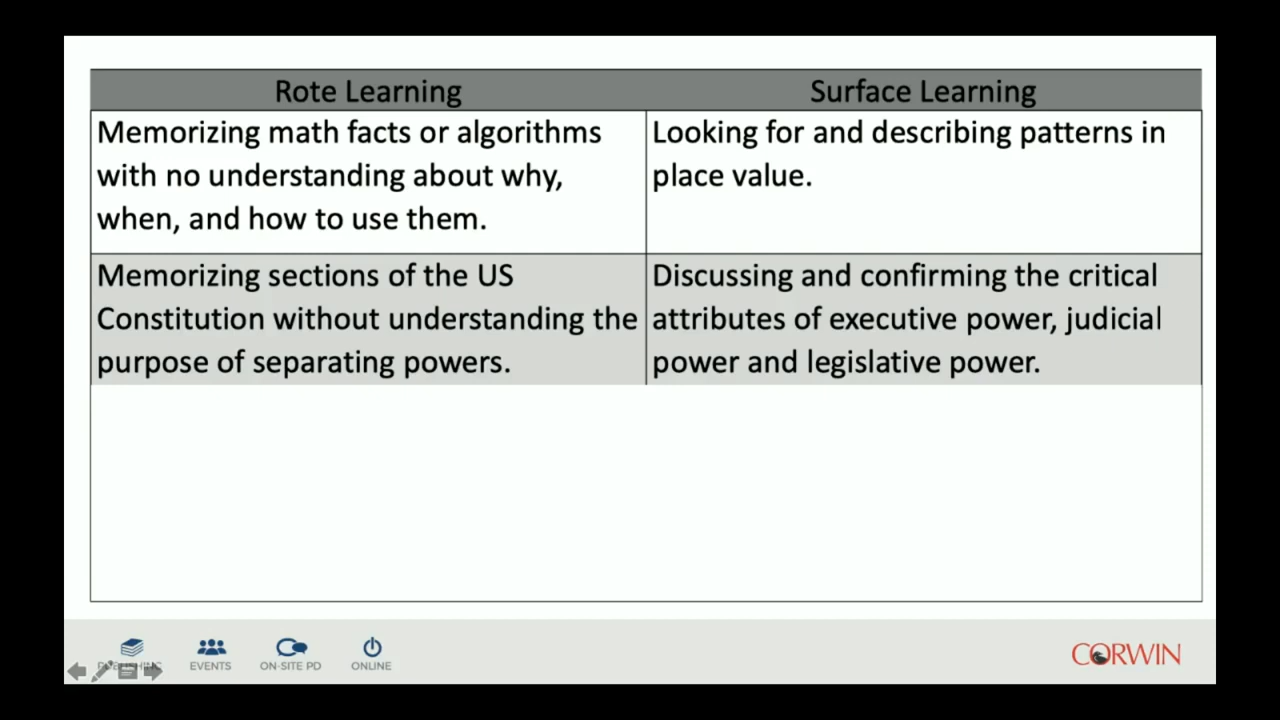 Rote Learning
Surface Learning
Memorizing math facts or algorithms
with no understanding about why,
when, and how to use them.
Looking for and describing patterns in
place value.
Memorizing sections of the US
Constitution without understanding the
purpose of separating powers.
Discussing and confirming the critical
attributes of executive power, judicial
power and legislative power.
PUBLISHING
EVENTS
ON-SITE PD
ONLINE
CORWIN